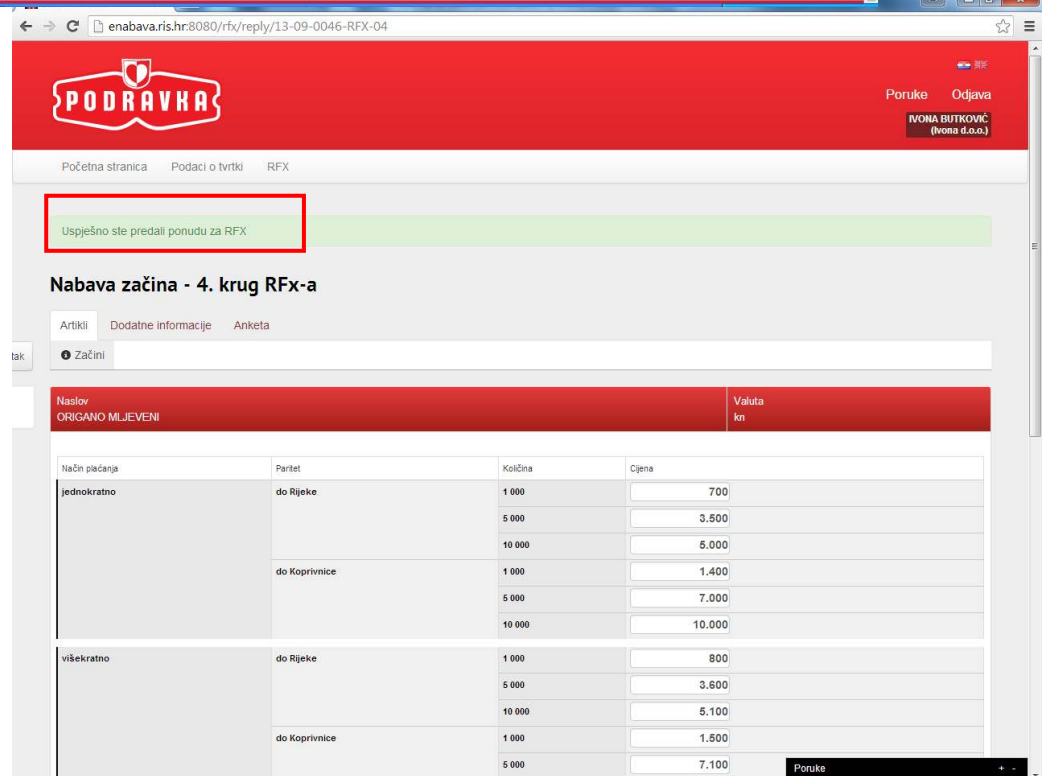 enabava.ris.hr:8080/rfx/reply/13-09-0046-RFX-04
PODRAVKA
Poruke Odjava
IVONA BUTKOVIĆ
(Ivona d.o.o.)
Početna stranica Podaci o tvrtki RFX
Uspješno ste predali ponudu za RFX
Nabava začina - 4. krug RFx-a
Artikli Dodatne informacije Anketa
tak
Začini
Naslov Valuta
ORIGANO MLJEVENI kn
Način plaćanja Paritet Količina Cijena
jednokratno do Rijeke 1 000 700
5 000 3.500
10 000 5.000
do Koprivnice 1 000 1.400
5 000 7.000
10 000 10.000
višekratno do Rijeke 1 000 800
5 000 3.600
10 000 5.100
do Koprivnice 1 000 1.500
5 000 7.100
Poruke + -